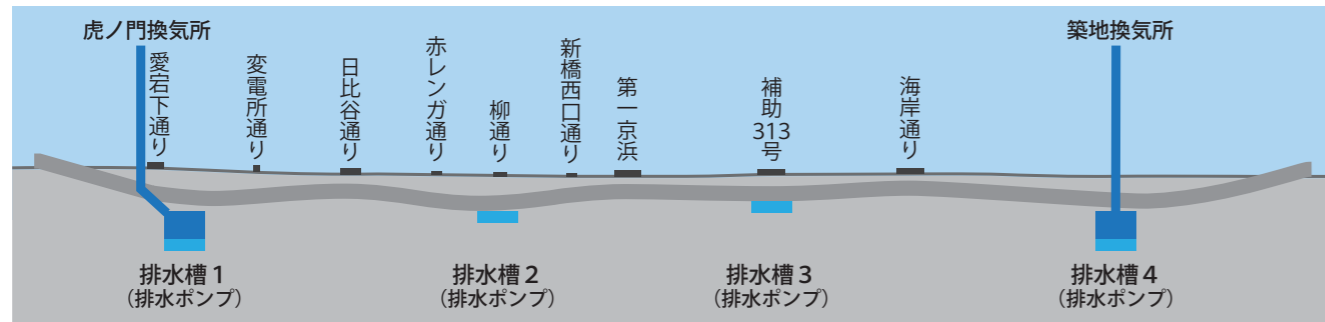 虎ノ門換気所
愛宕下通り
変電所通り
日比谷通り
赤レンガ通り
柳通り
新橋西口通り
第一京浜
補助313号
海岸通り
築地換気所
排水槽1
（排水ポンプ）
排水槽2
（排水ポンプ）
排水槽3
（排水ポンプ）
排水槽4
（排水ポンプ）